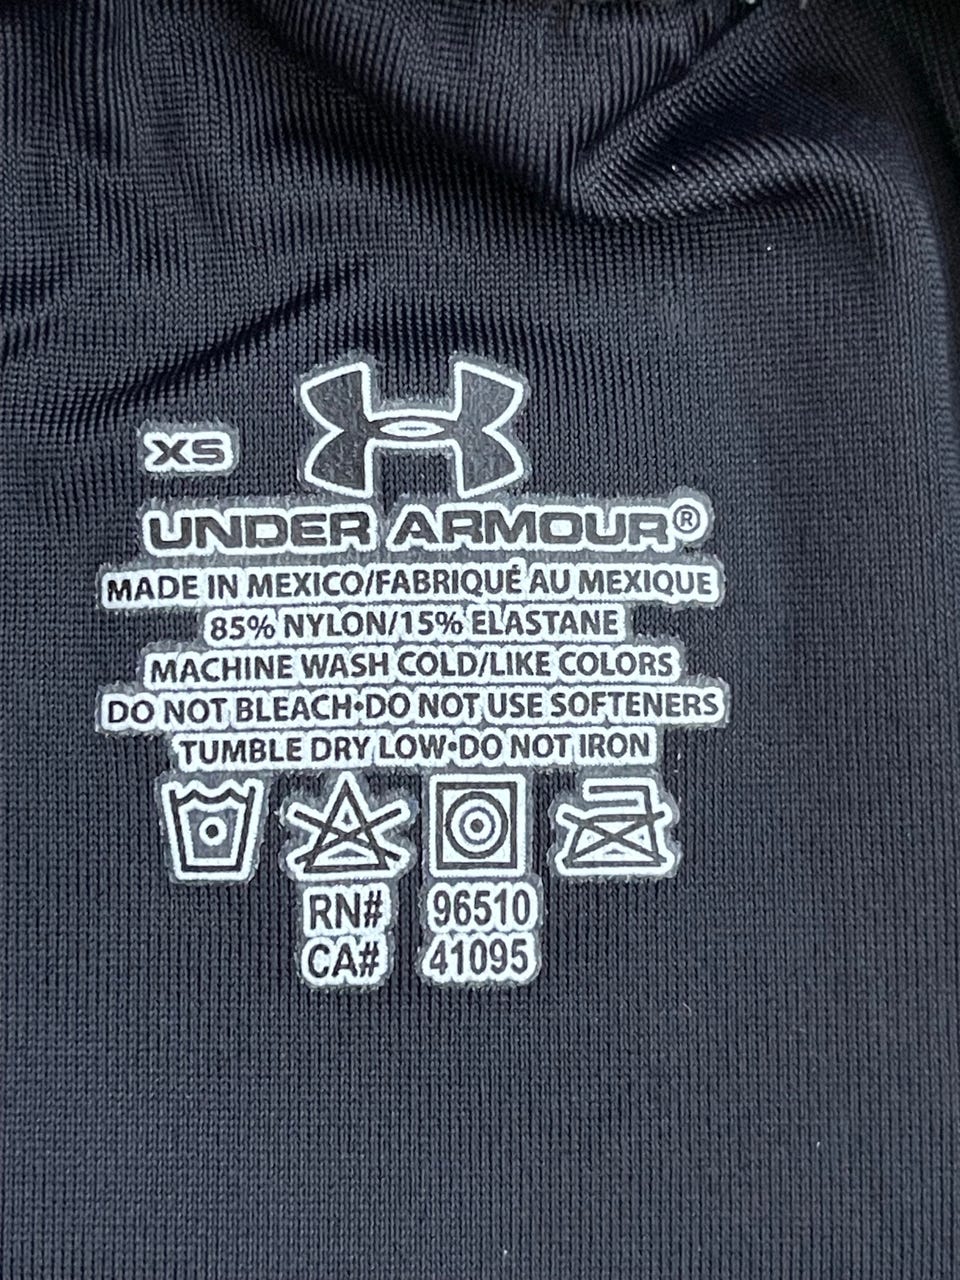 XS
UNDER ARMOUR®
MADE IN MEXICO/FABRIQUÉ AU MEXIQUE
85% NYLON/15% ELASTANE
MACHINE WASH COLD/LIKE COLORS
DO NOT BLEACH•DO NOT USE SOFTENERS
TUMBLE DRY LOW•DO NOT IRON
RN# 96510
CA# 41095